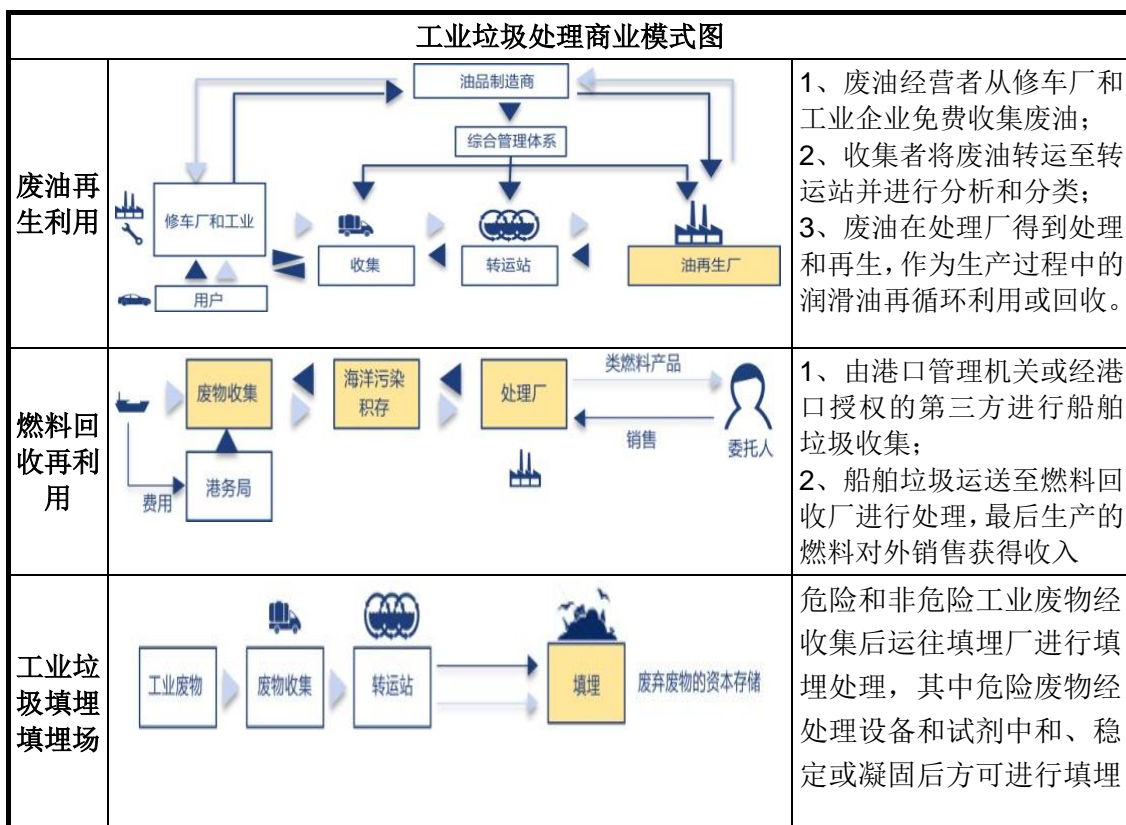 工业垃圾处理商业模式图
废油再
生利用
油品制造商
综合管理体系
修车厂和工业
收集
转运站
油再生厂
用户
1、废油经营者从修车厂和
工业企业免费收集废油；
2、收集者将废油转运至转
运站并进行分析和分类；
3、废油在处理厂得到处理
和再生，作为生产过程中的
润滑油再循环利用或回收。
燃料回
收再利
用
废物收集
海洋污染
积存
处理厂
类燃料产品
销售
委托人
费用
港务局
1、由港口管理机关或经港
口授权的第三方进行船舶
垃圾收集；
2、船舶垃圾运送至燃料回
收厂进行处理，最后生产的
燃料对外销售获得收入
工业垃
圾填埋
填埋场
工业废物
废物收集
转运站
填埋
废弃废物的资本存储
危险和非危险工业废物经
收集后运往填埋厂进行填
埋处理，其中危险废物经
处理设备和试剂中和、稳
定或凝固后方可进行填埋